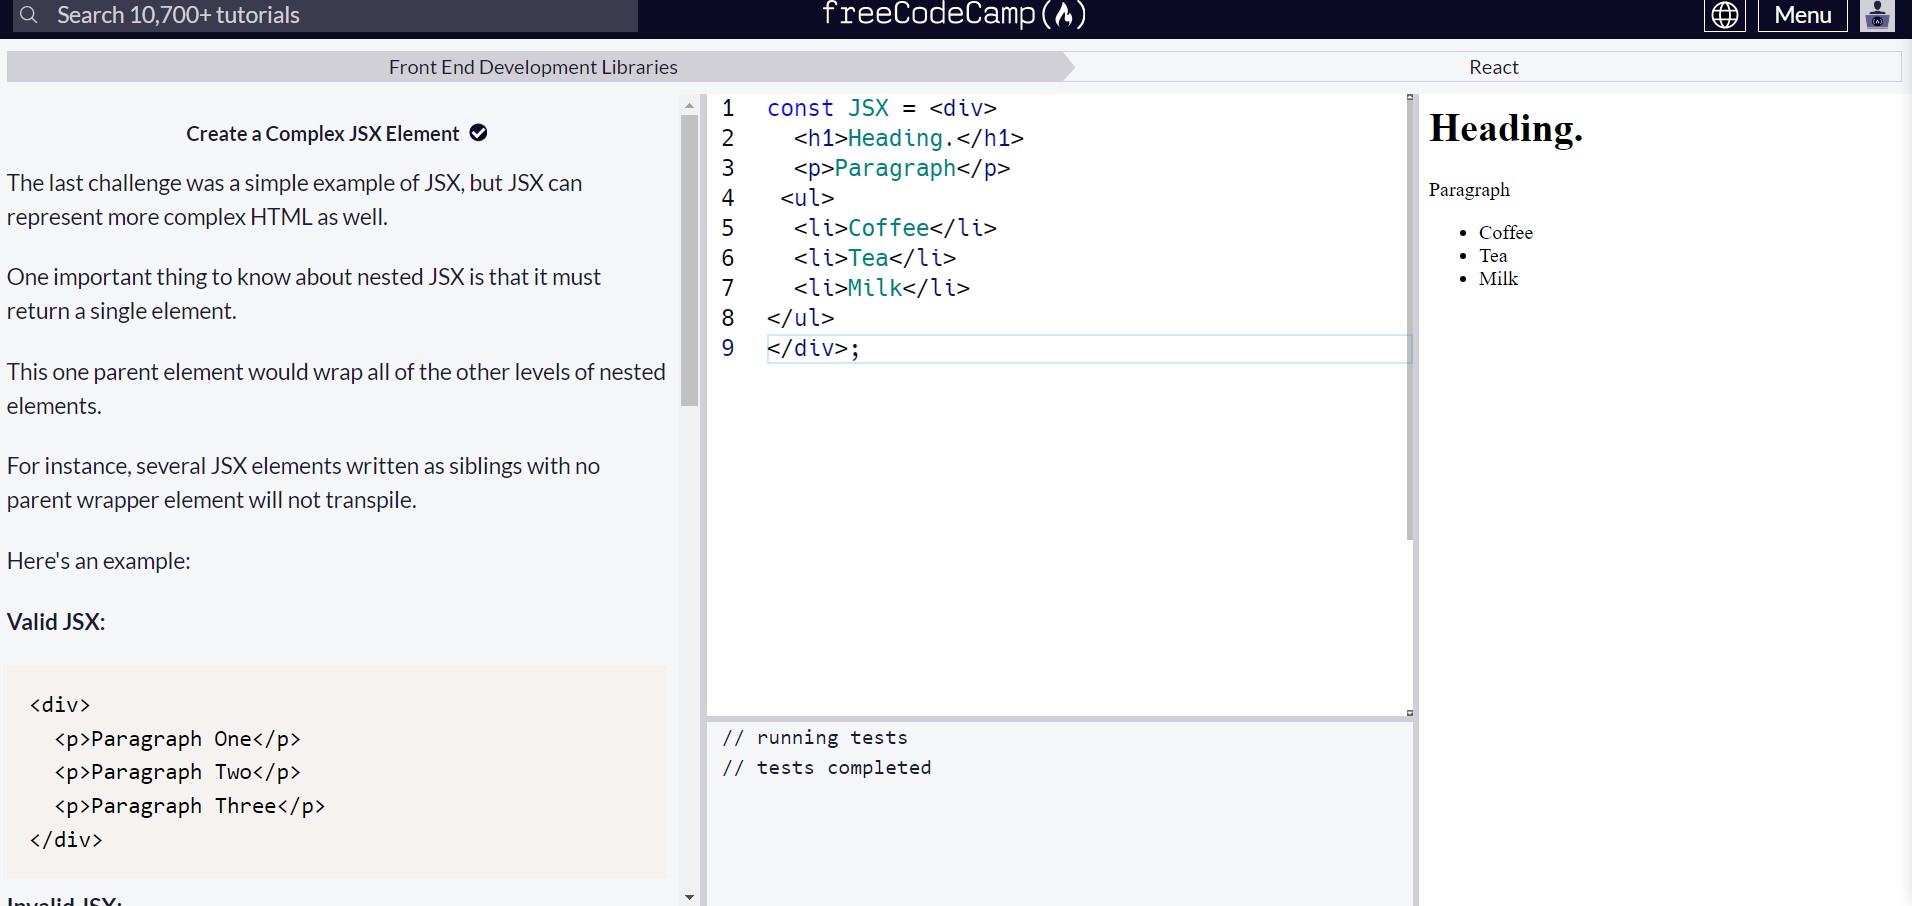 Search 10,700+ tutorials
freeCodeCamp
Menu
Front End Development Libraries
React
Create a Complex JSX Element
The last challenge was a simple example of JSX, but JSX can
represent more complex HTML as well.
One important thing to know about nested JSX is that it must
return a single element.
This one parent element would wrap all of the other levels of nested
elements.
For instance, several JSX elements written as siblings with no
parent wrapper element will not transpile.
Here's an example:
Valid JSX:
<div>
  <p>Paragraph One</p>
  <p>Paragraph Two</p>
  <p>Paragraph Three</p>
</div>
Invalid JSX:
1 const JSX = <div>
2   <h1>Heading.</h1>
3   <p>Paragraph</p>
4  <ul>
5   <li>Coffee</li>
6   <li>Tea</li>
7   <li>Milk</li>
8 </ul>
9 </div>;
// running tests
// tests completed
Heading.
Paragraph
• Coffee
• Tea
• Milk